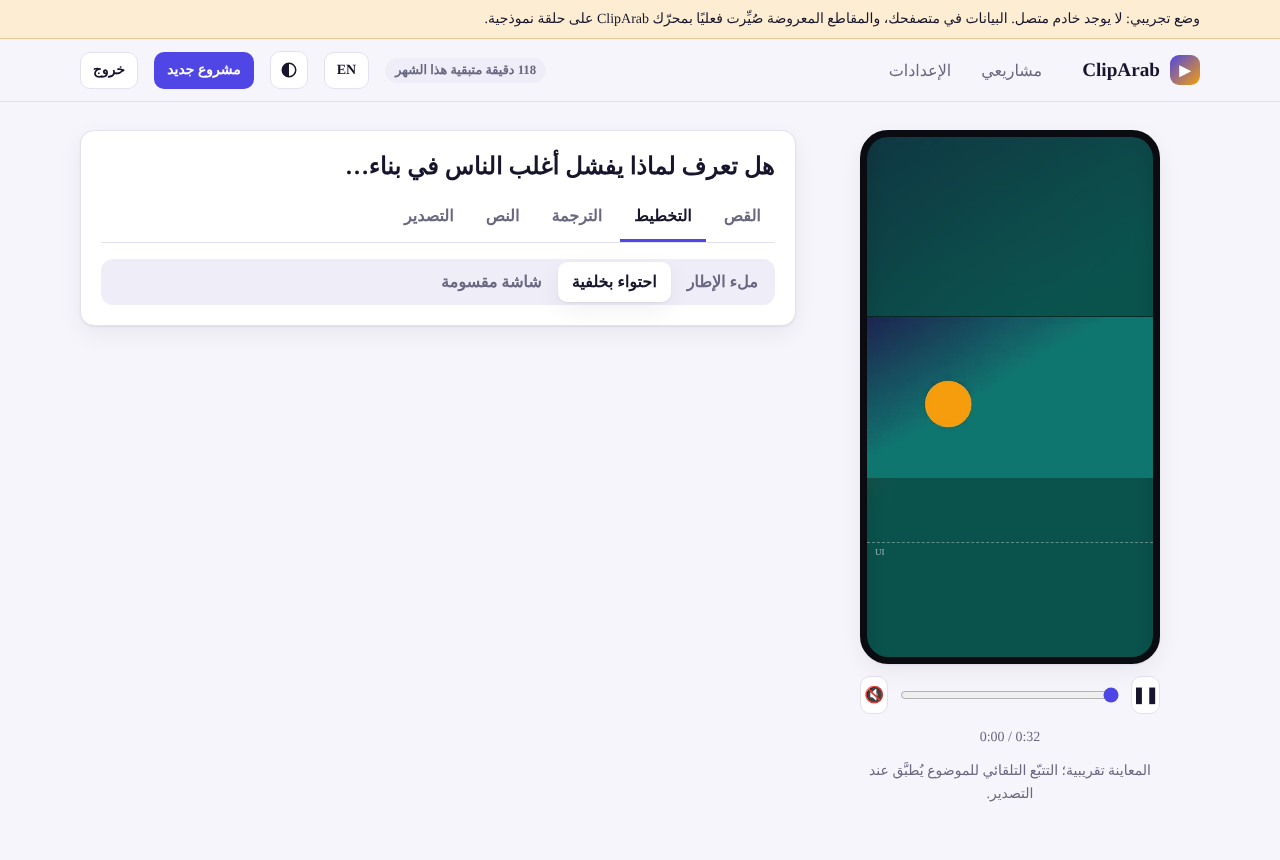 وضع تجريبي: لا يوجد خادم متصل. البيانات في متصفحك، والمقاطع المعروضة صُيِّرت فعليًا بمحرّك ClipArab على حلقة نموذجية.
ClipArab
مشاريعي
الإعدادات
118 دقيقة متبقية هذا الشهر
EN
مشروع جديد
خروج
هل تعرف لماذا يفشل أغلب الناس في بناء…
القص
التخطيط
الترجمة
النص
التصدير
ملء الإطار
احتواء بخلفية
شاشة مقسومة
UI
0:00 / 0:32
المعاينة تقريبية؛ التتبّع التلقائي للموضوع يُطبَّق عند
التصدير.